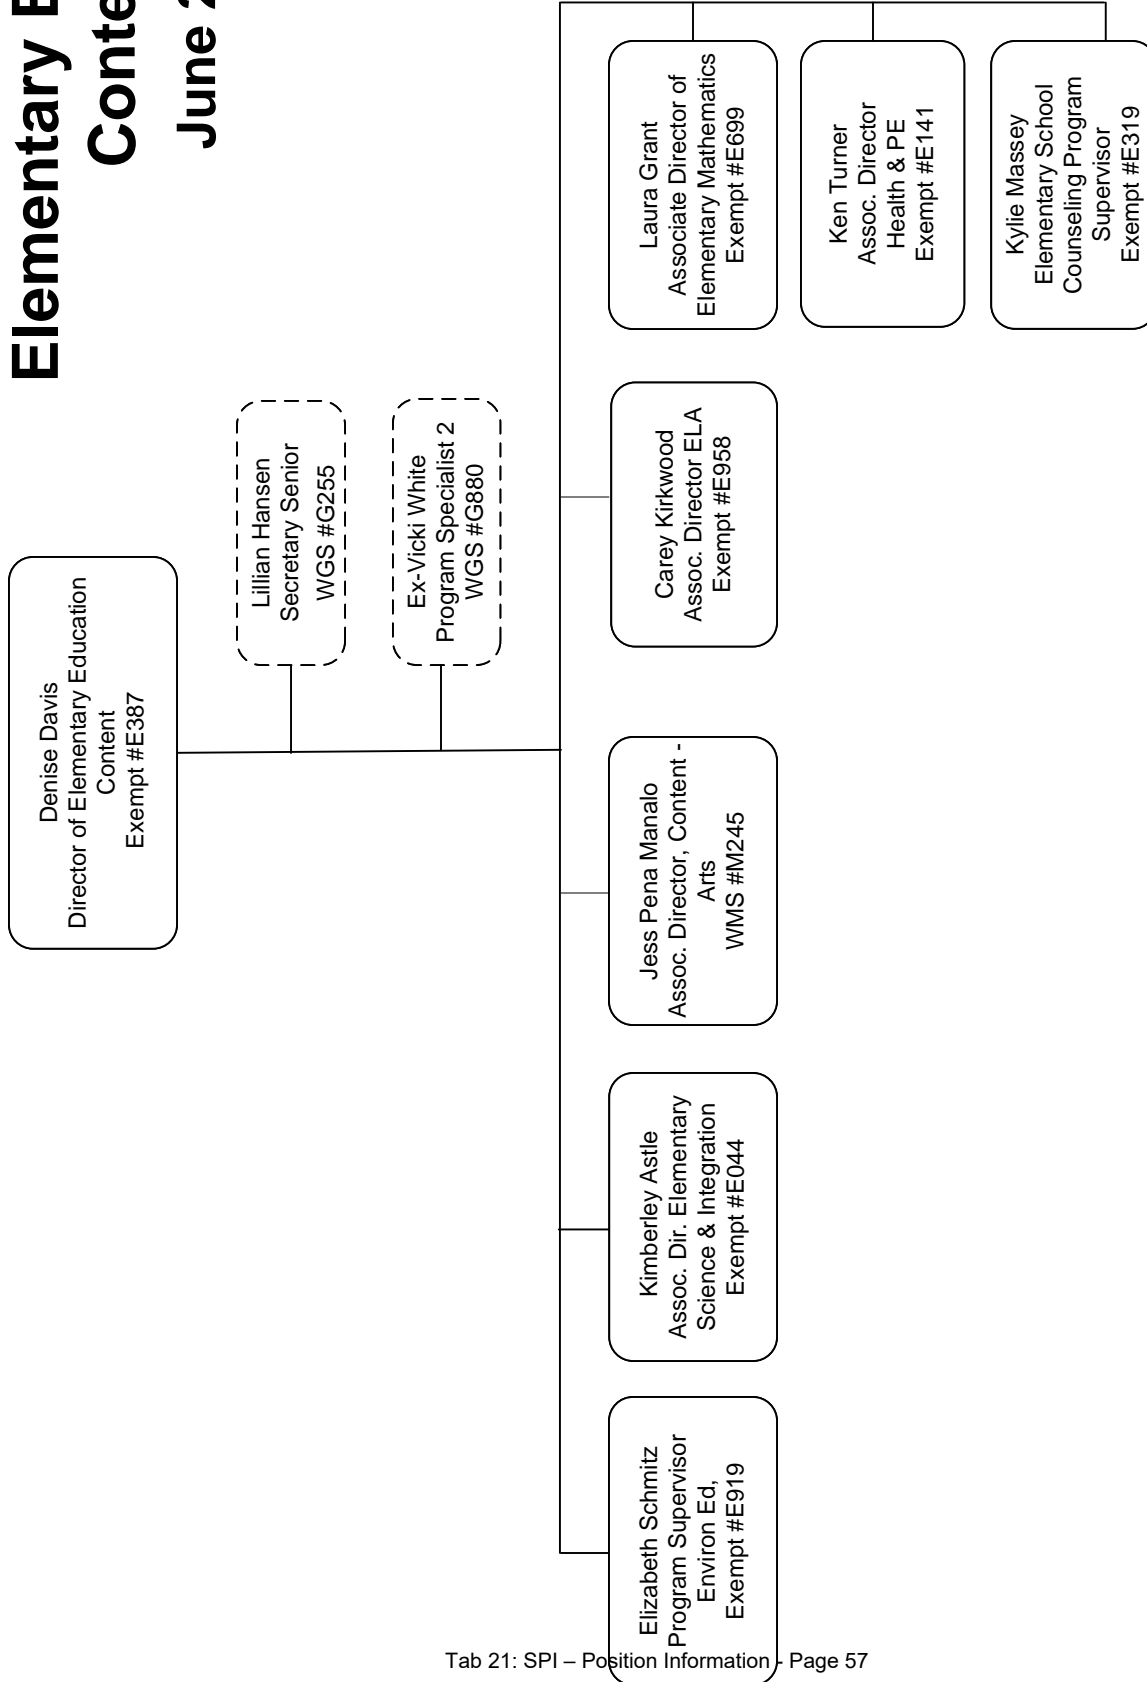 Elementary E
Conte
June 2
Denise Davis
Director of Elementary Education
Content
Exempt #E387
Lillian Hansen
Secretary Senior
WGS #G255
Ex-Vicki White
Program Specialist 2
WGS #G880
Elizabeth Schmitz
Program Supervisor
Environ Ed,
Exempt #E919
Kimberley Astle
Assoc. Dir. Elementary
Science & Integration
Exempt #E044
Jess Pena Manalo
Assoc. Director, Content -
Arts
WMS #M245
Carey Kirkwood
Assoc. Director ELA
Exempt #E958
Laura Grant
Associate Director of
Elementary Mathematics
Exempt #E699
Ken Turner
Assoc. Director
Health & PE
Exempt #E141
Kylie Massey
Elementary School
Counseling Program
Supervisor
Exempt #E319
Tab 21: SPI – Position Information - Page 57